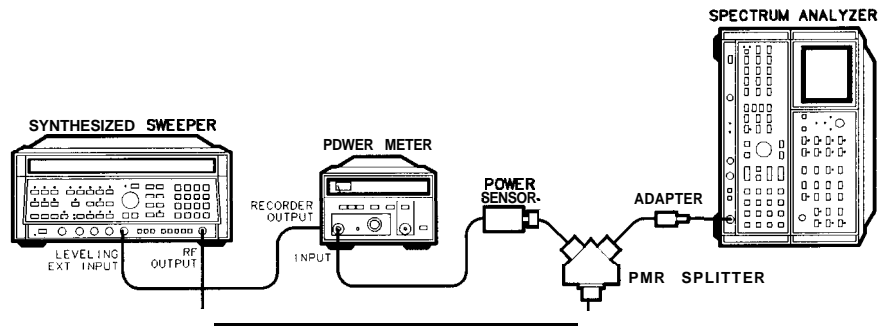 SPECTRUM ANALYZER
SYNTHESIZED SWEEPER
PDWER METER
POWER
SENSOR-
ADAPTER
RECORDER
OUTPUT
LEVELING
EXT INPUT
RF
OUTPUT
INPUT
PMR SPLITTER